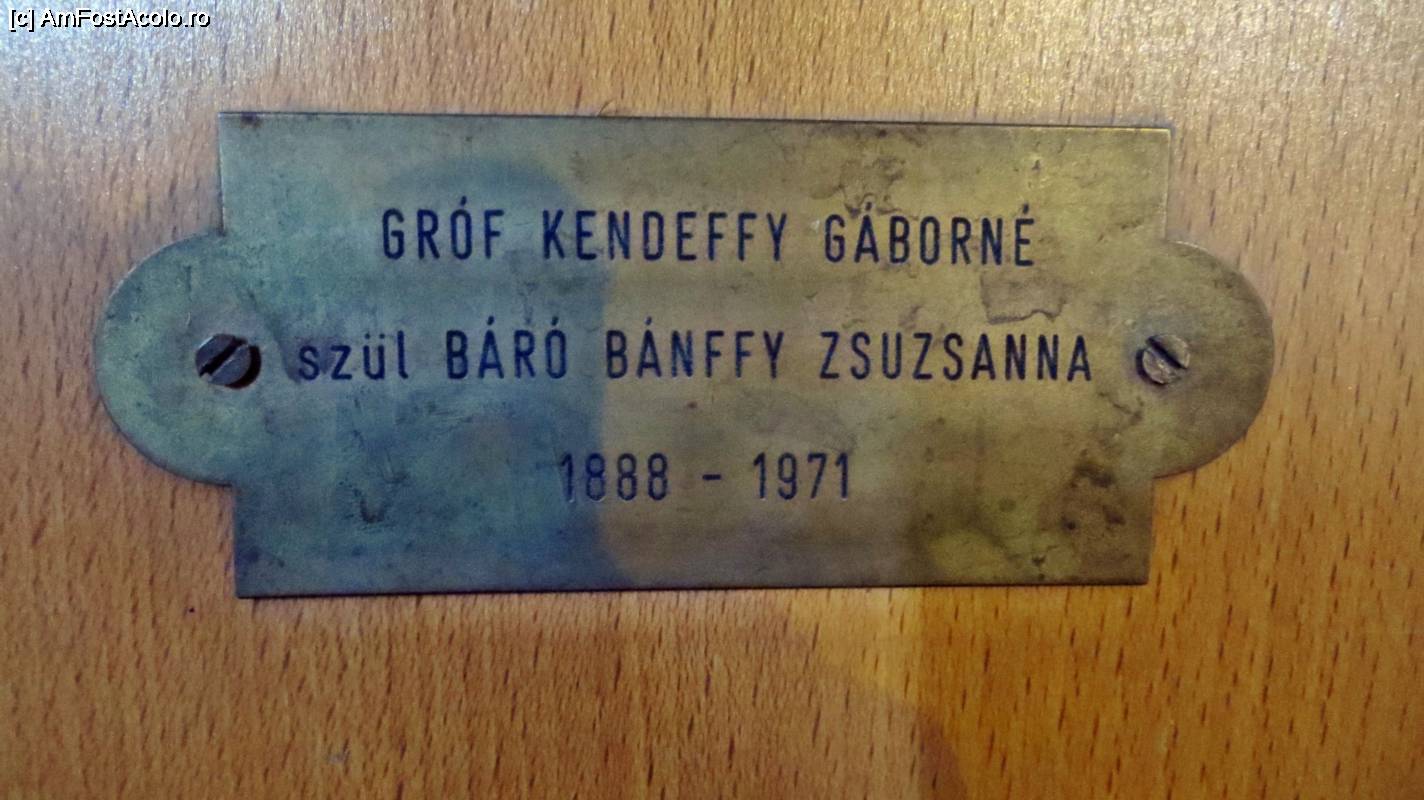 [c] AmFostAcolo.ro
GRÓF KENDEFFY GÁBORNÉ
szül BÁRÓ BÁNFFY ZSUZSANNA
1888 - 1971